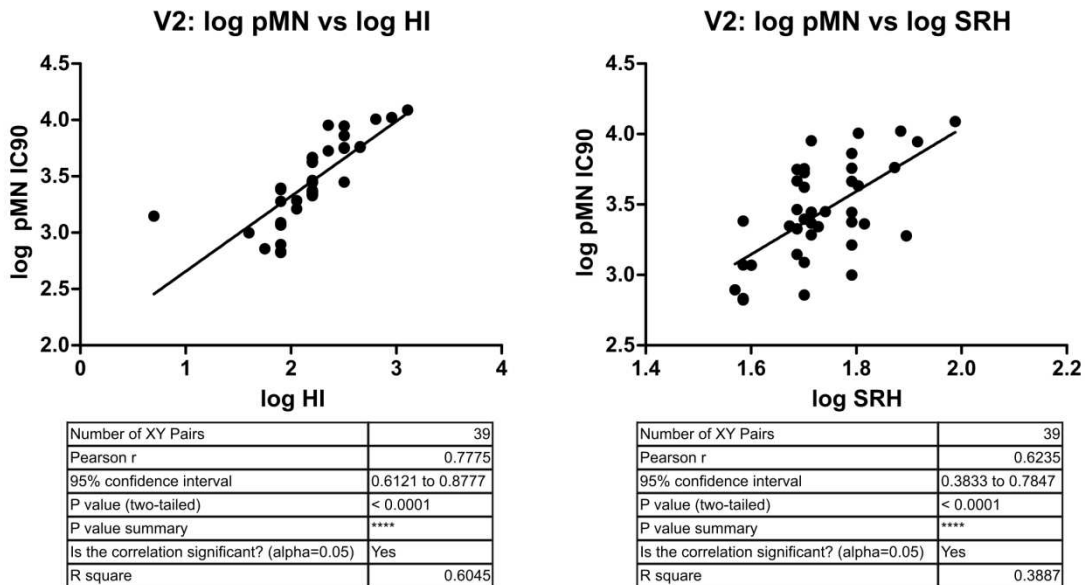 V2: log pMN vs log HI
4.5
4.0
3.5
3.0
2.5
2.0
log pMN IC90
0
1
2
3
4
log HI
Number of XY Pairs 39
Pearson r 0.7775
95% confidence interval 0.6121 to 0.8777
P value (two-tailed) < 0.0001
P value summary ****
Is the correlation significant? (alpha=0.05) Yes
R square 0.6045
V2: log pMN vs log SRH
4.5
4.0
3.5
3.0
2.5
log pMN IC90
1.4
1.6
1.8
2.0
2.2
log SRH
Number of XY Pairs 39
Pearson r 0.6235
95% confidence interval 0.3833 to 0.7847
P value (two-tailed) < 0.0001
P value summary ****
Is the correlation significant? (alpha=0.05) Yes
R square 0.3887